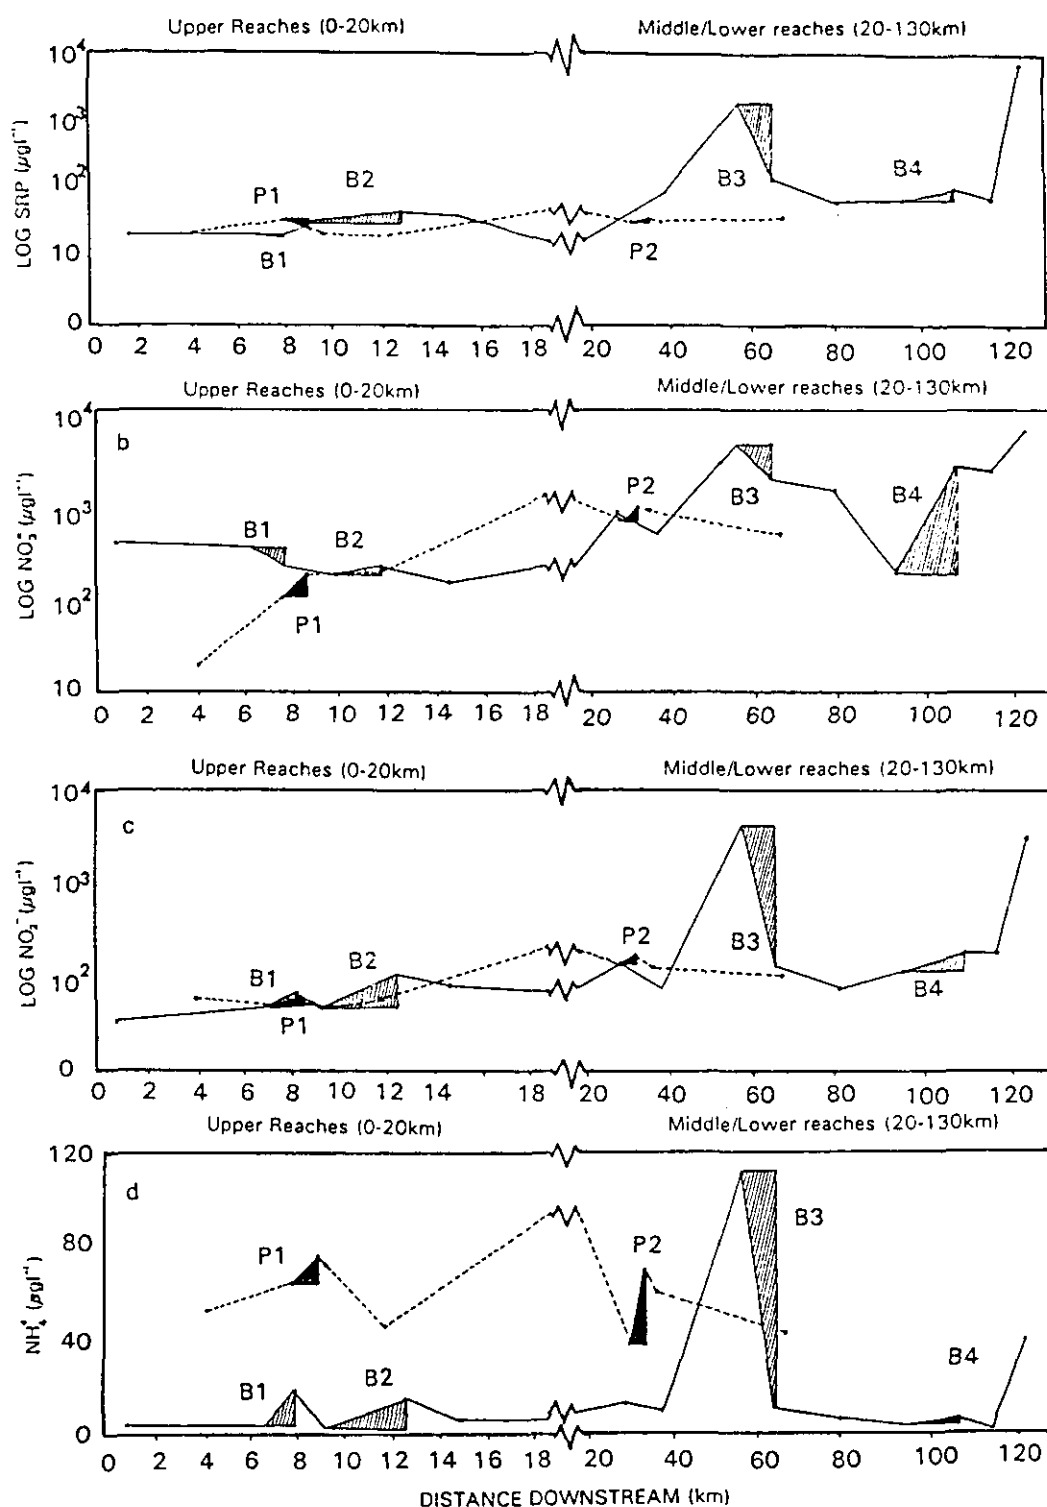 Upper Reaches (0-20km) Middle/Lower reaches (20-130km)
LOG SRP (µgl⁻¹)
10⁴
10³
10²
10
0
P1 B2 B1 P2 B3 B4
0 2 4 6 8 10 12 14 16 18 20 40 60 80 100 120
Upper Reaches (0-20km) Middle/Lower reaches (20-130km)
b
LOG NO₃⁻ (µgl⁻¹)
10⁴
10³
10²
10
B1 B2 P1 P2 B3 B4
0 2 4 6 8 10 12 14 16 18 20 40 60 80 100 120
Upper Reaches (0-20km) Middle/Lower reaches (20-130km)
c
LOG NO₂⁻ (µgl⁻¹)
10⁴
10³
10²
0
B1 P1 B2 P2 B3 B4
0 2 4 6 8 10 12 14 16 18 20 40 60 80 100 120
Upper Reaches (0-20km) Middle/Lower reaches (20-130km)
d
NH₄⁺ (µgl⁻¹)
120
80
40
0
P1 B1 B2 P2 B3 B4
0 2 4 6 8 10 12 14 16 18 20 40 60 80 100 120
DISTANCE DOWNSTREAM (km)